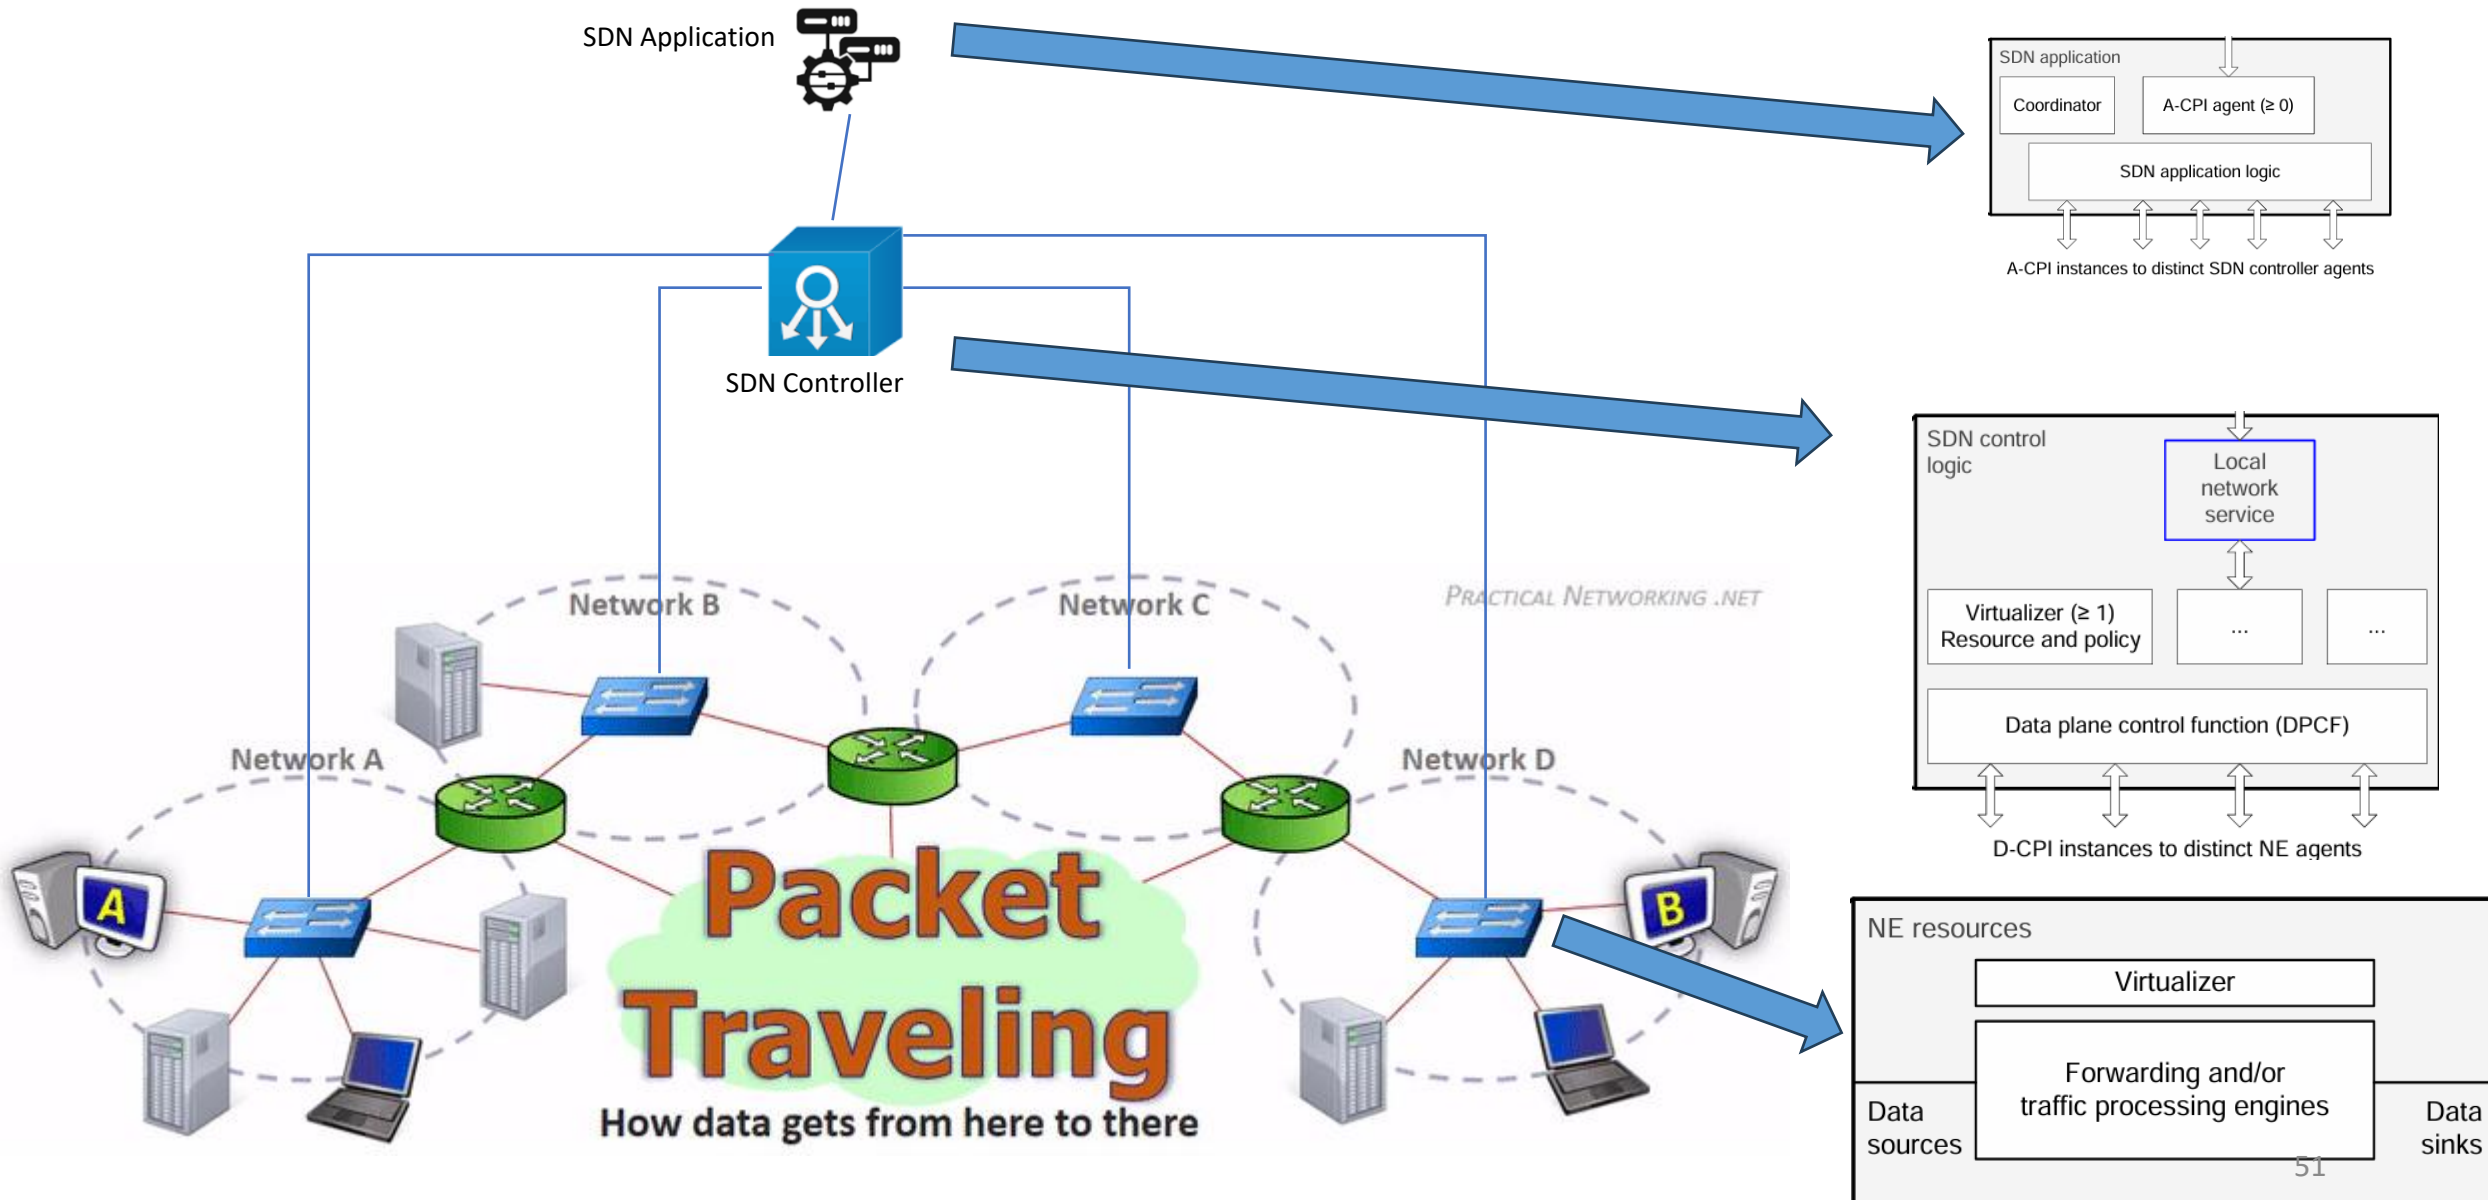 SDN Application
SDN Controller
Network B
Network C
PRACTICAL NETWORKING .NET
Network A
Network D
A
B
Packet
Traveling
How data gets from here to there
SDN application
Coordinator
A-CPI agent (≥ 0)
SDN application logic
A-CPI instances to distinct SDN controller agents
SDN control
logic
Local
network
service
Virtualizer (≥ 1)
Resource and policy
...
...
Data plane control function (DPCF)
D-CPI instances to distinct NE agents
NE resources
Virtualizer
Forwarding and/or
traffic processing engines
Data
sources
Data
sinks
51